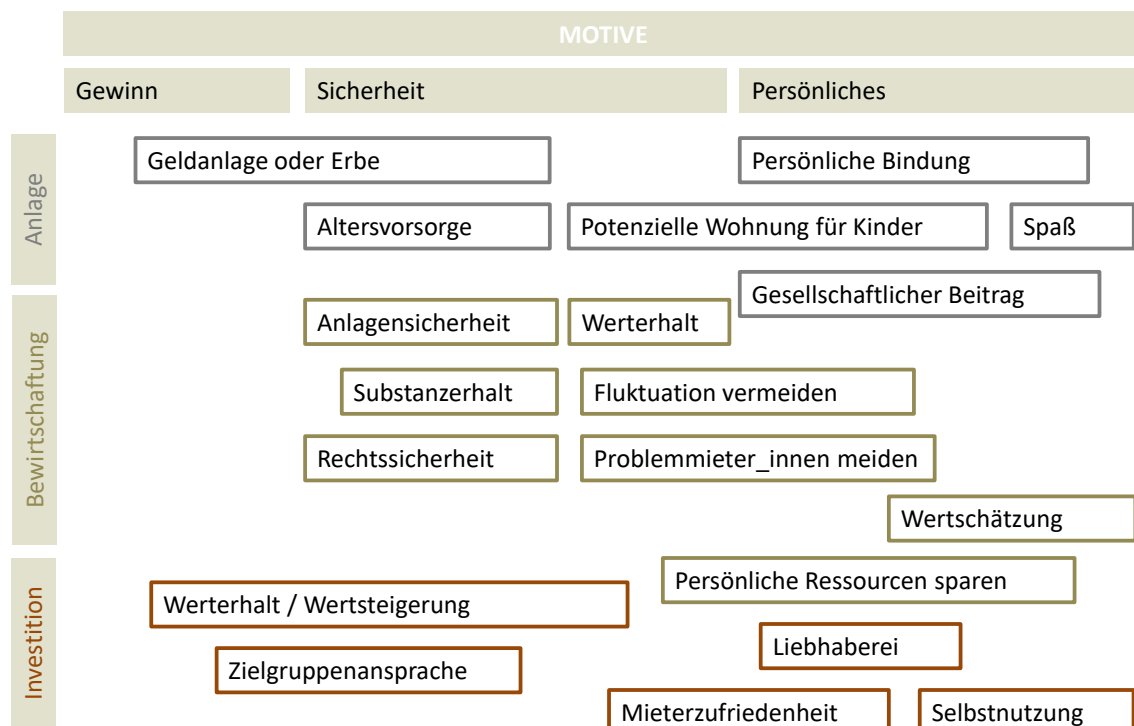 MOTIVE
Gewinn
Sicherheit
Persönliches
Anlage
Geldanlage oder Erbe
Persönliche Bindung
Altersvorsorge
Potenzielle Wohnung für Kinder
Spaß
Gesellschaftlicher Beitrag
Bewirtschaftung
Anlagensicherheit
Werterhalt
Substanzerhalt
Fluktuation vermeiden
Rechtssicherheit
Problemmieter_innen meiden
Wertschätzung
Persönliche Ressourcen sparen
Investition
Werterhalt / Wertsteigerung
Liebhaberei
Zielgruppenansprache
Mieterzufriedenheit
Selbstnutzung